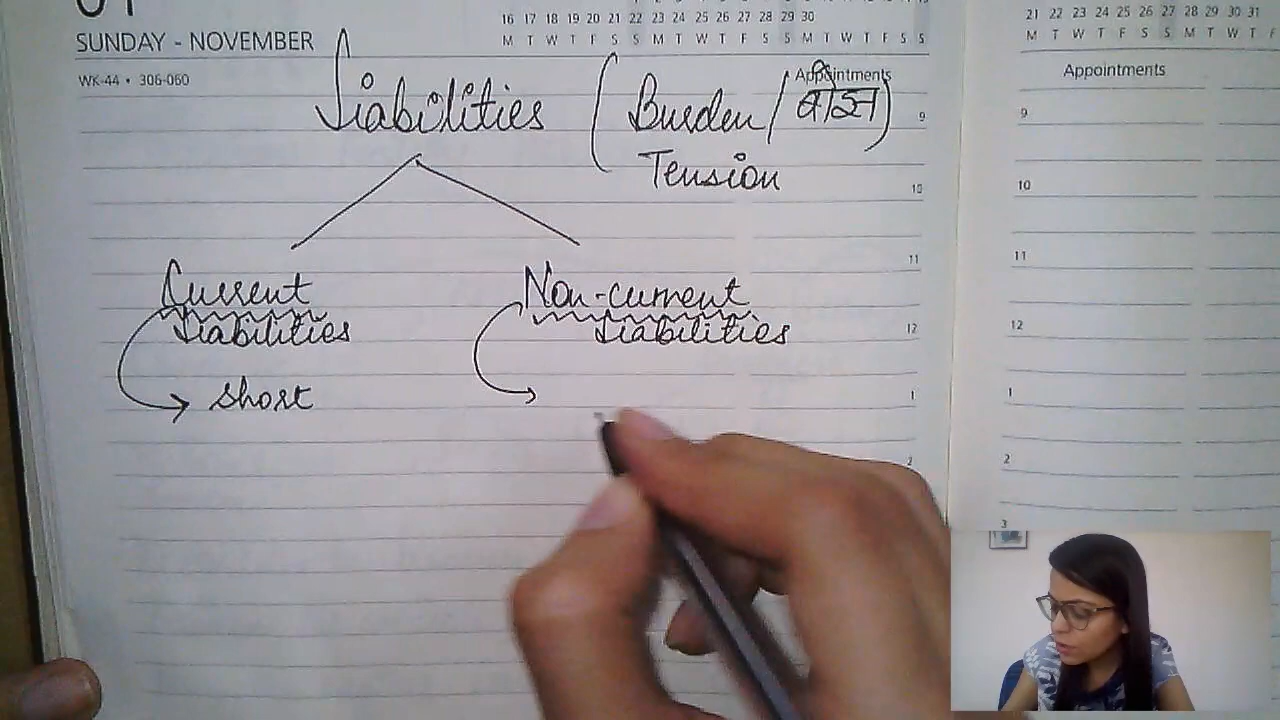 16 17 18 19 20 21 22 23 24 25 26 27 28 29 30
SUNDAY - NOVEMBER
M T W T F S S M T W T F S S M T W T F S S
WK-44 • 306-060
Appointments
Liabilities (Burden / बोझ)
Tension
9
10
11
Current
Liabilities
Non-current
Liabilities
12
short
1
2
21 22 23 24 25 26 27 28 29 30 31
M T W T F S S M T W T F
Appointments
9
10
11
12
1
2
3